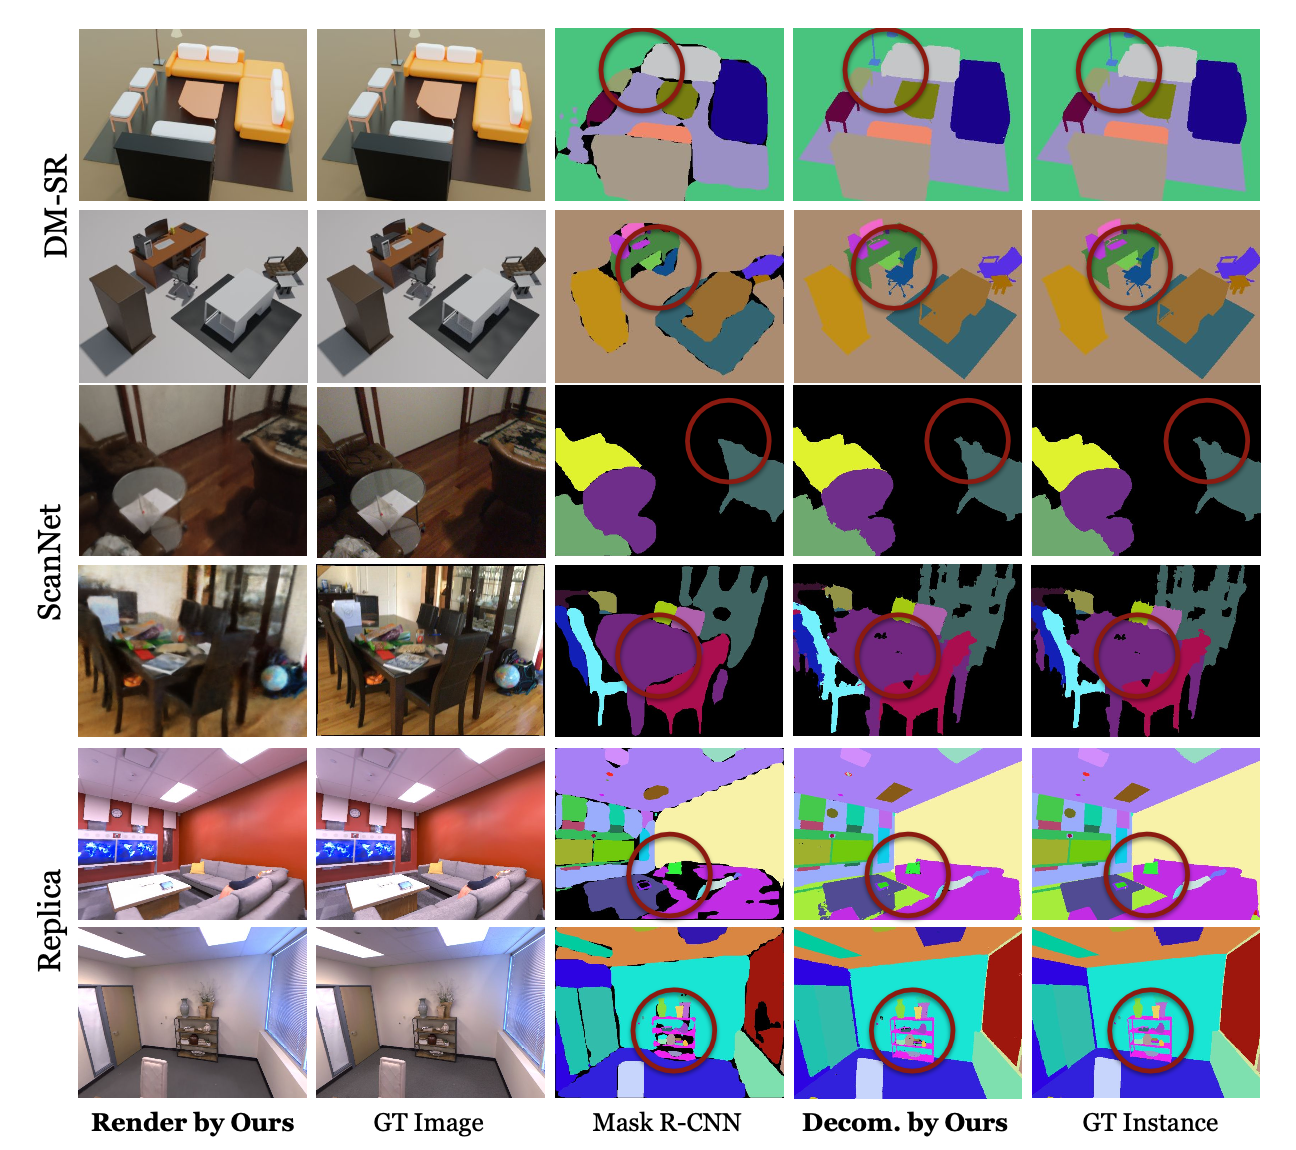 DM-SR
ScanNet
Replica
Render by Ours
GT Image
Mask R-CNN
Decom. by Ours
GT Instance